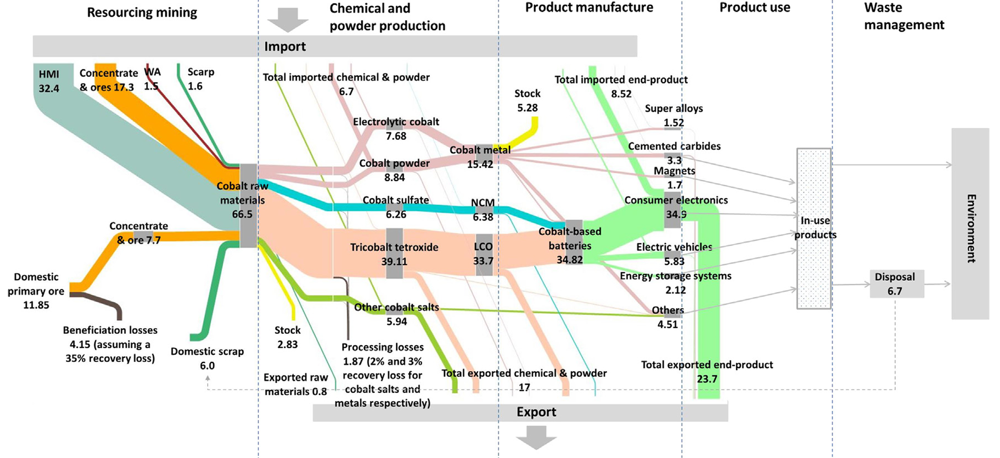 Resourcing mining
Chemical and
powder production
Product manufacture
Product use
Waste
management
Import
HMI
32.4
Concentrate
& ores 17.3
WA
1.5
Scarp
1.6
Total imported chemical & powder
6.7
Total imported end-product
8.52
Stock
5.28
Super alloys
1.52
Electrolytic cobalt
7.68
Cobalt metal
15.42
Cemented carbides
3.3
Cobalt powder
8.84
Magnets
1.7
Cobalt raw
materials
66.5
Cobalt sulfate
6.26
NCM
6.38
Consumer electronics
34.9
In-use
products
Environment
Concentrate
& ore 7.7
Tricobalt tetroxide
39.11
LCO
33.7
Cobalt-based
batteries
34.82
Electric vehicles
5.83
Energy storage systems
2.12
Disposal
6.7
Domestic
primary ore
11.85
Other cobalt salts
5.94
Others
4.51
Beneficiation losses
4.15 (assuming a
35% recovery loss)
Domestic scrap
6.0
Stock
2.83
Processing losses
1.87 (2% and 3%
recovery loss for
cobalt salts and
metals respectively)
Exported raw
materials 0.8
Total exported chemical & powder
17
Total exported end-product
23.7
Export